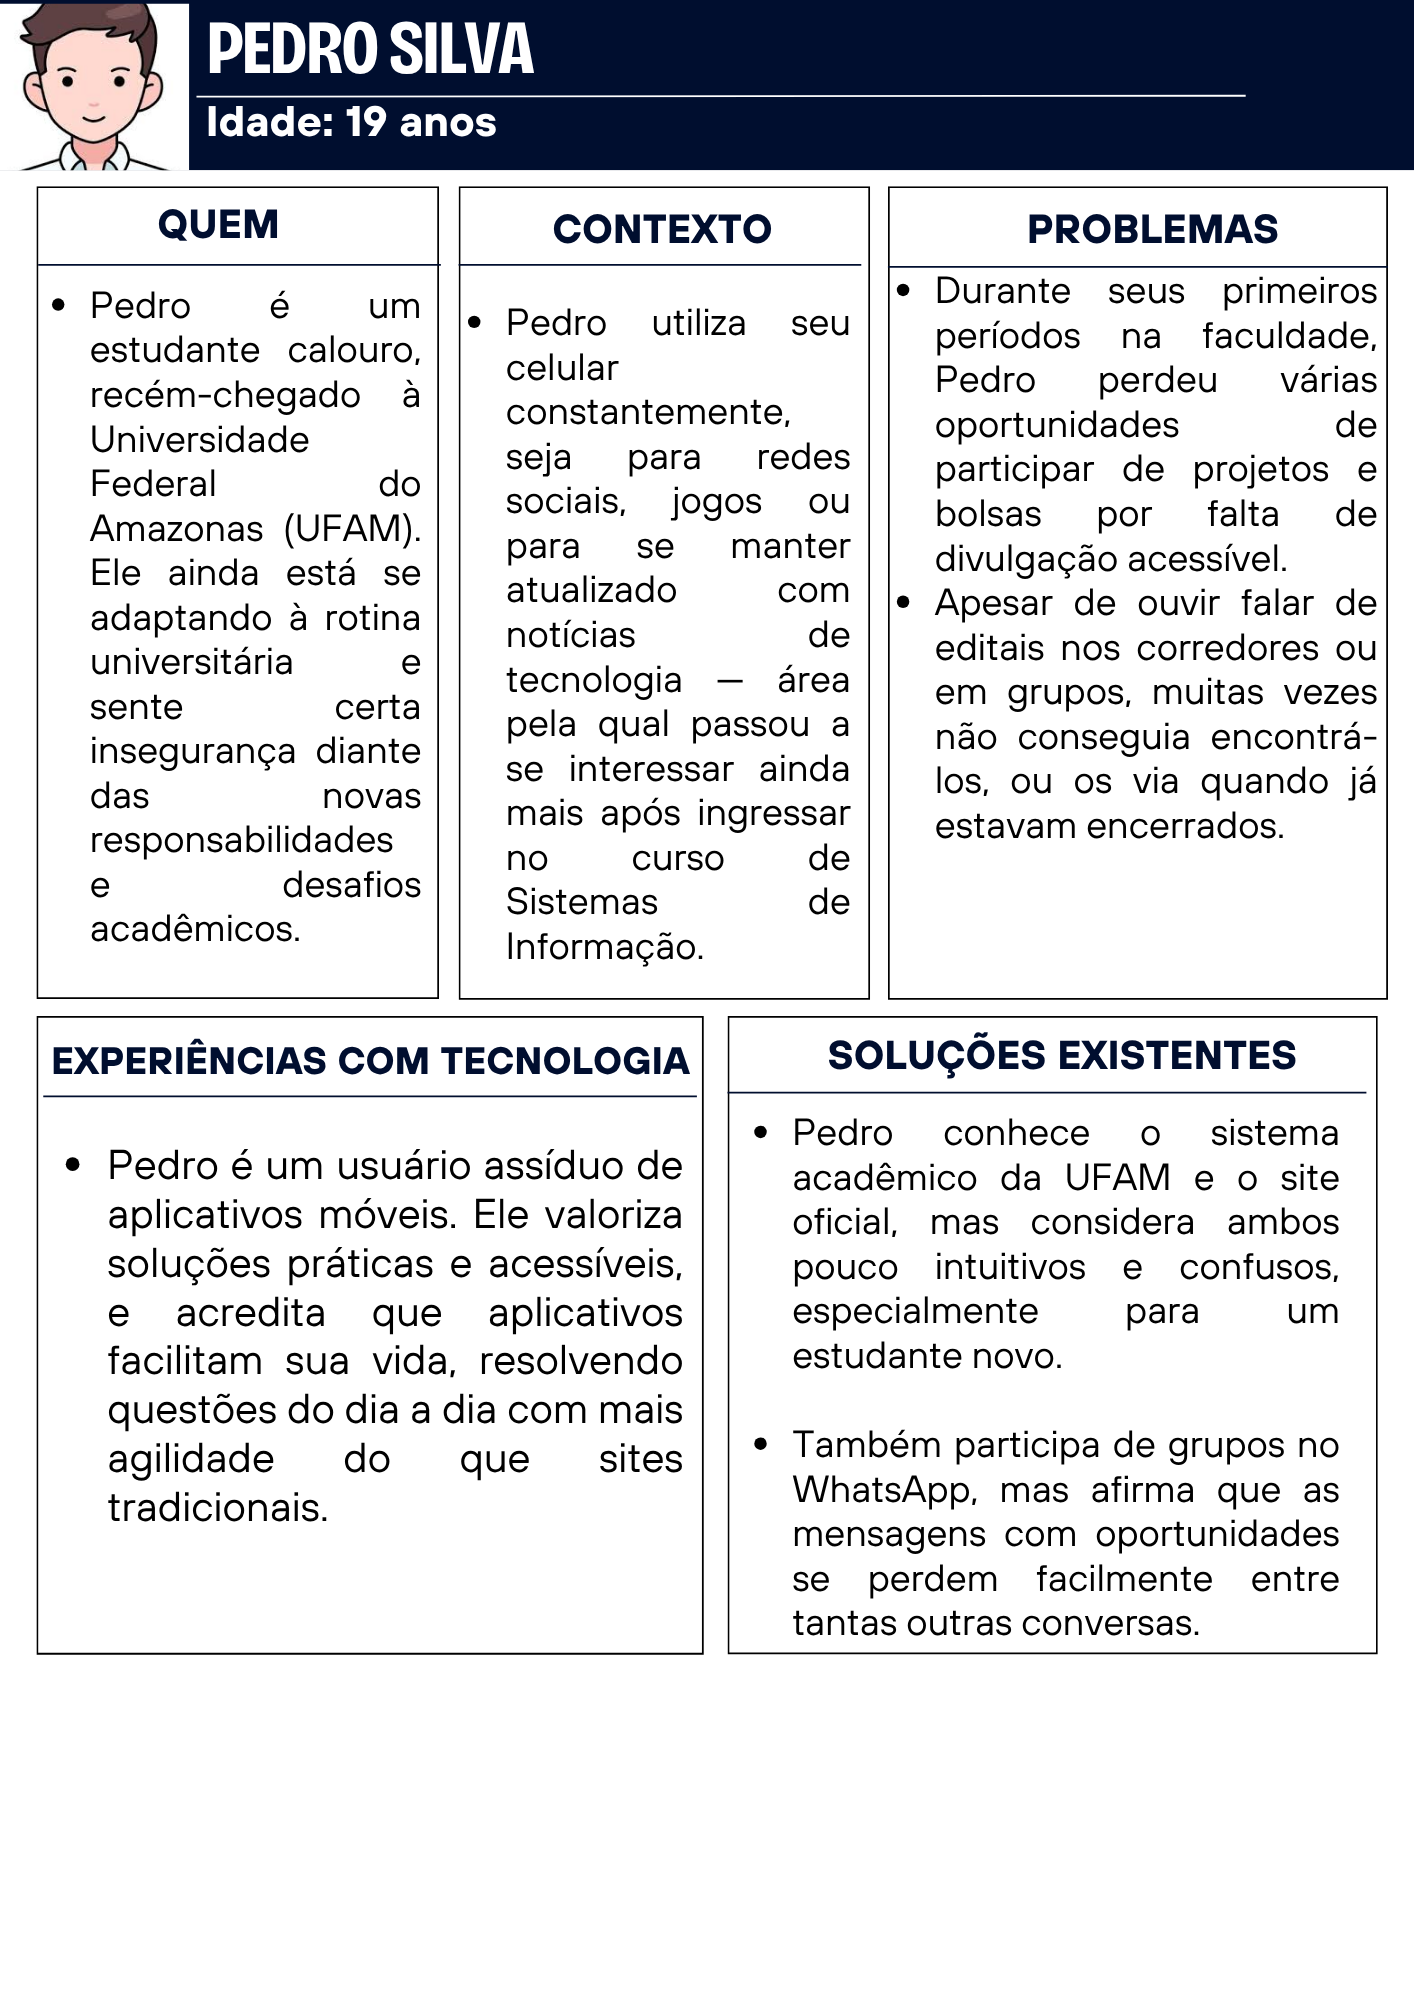 PEDRO SILVA
Idade: 19 anos
QUEM
• Pedro é um
estudante calouro,
recém-chegado à
Universidade
Federal do
Amazonas (UFAM).
Ele ainda está se
adaptando à rotina
universitária e
sente certa
insegurança diante
das novas
responsabilidades
e desafios
acadêmicos.
CONTEXTO
• Pedro utiliza seu
celular
constantemente,
seja para redes
sociais, jogos ou
para se manter
atualizado com
notícias de
tecnologia — área
pela qual passou a
se interessar ainda
mais após ingressar
no curso de
Sistemas de
Informação.
PROBLEMAS
• Durante seus primeiros
períodos na faculdade,
Pedro perdeu várias
oportunidades de
participar de projetos e
bolsas por falta de
divulgação acessível.
• Apesar de ouvir falar de
editais nos corredores ou
em grupos, muitas vezes
não conseguia encontrá-
los, ou os via quando já
estavam encerrados.
EXPERIÊNCIAS COM TECNOLOGIA
• Pedro é um usuário assíduo de
aplicativos móveis. Ele valoriza
soluções práticas e acessíveis,
e acredita que aplicativos
facilitam sua vida, resolvendo
questões do dia a dia com mais
agilidade do que sites
tradicionais.
SOLUÇÕES EXISTENTES
• Pedro conhece o sistema
acadêmico da UFAM e o site
oficial, mas considera ambos
pouco intuitivos e confusos,
especialmente para um
estudante novo.
• Também participa de grupos no
WhatsApp, mas afirma que as
mensagens com oportunidades
se perdem facilmente entre
tantas outras conversas.